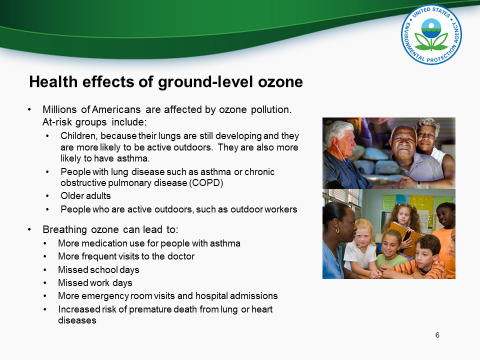 UNITED STATES
ENVIRONMENTAL PROTECTION AGENCY
Health effects of ground-level ozone
• Millions of Americans are affected by ozone pollution.
At-risk groups include:
• Children, because their lungs are still developing and they
are more likely to be active outdoors. They are also more
likely to have asthma.
• People with lung disease such as asthma or chronic
obstructive pulmonary disease (COPD)
• Older adults
• People who are active outdoors, such as outdoor workers
• Breathing ozone can lead to:
• More medication use for people with asthma
• More frequent visits to the doctor
• Missed school days
• Missed work days
• More emergency room visits and hospital admissions
• Increased risk of premature death from lung or heart
diseases
6